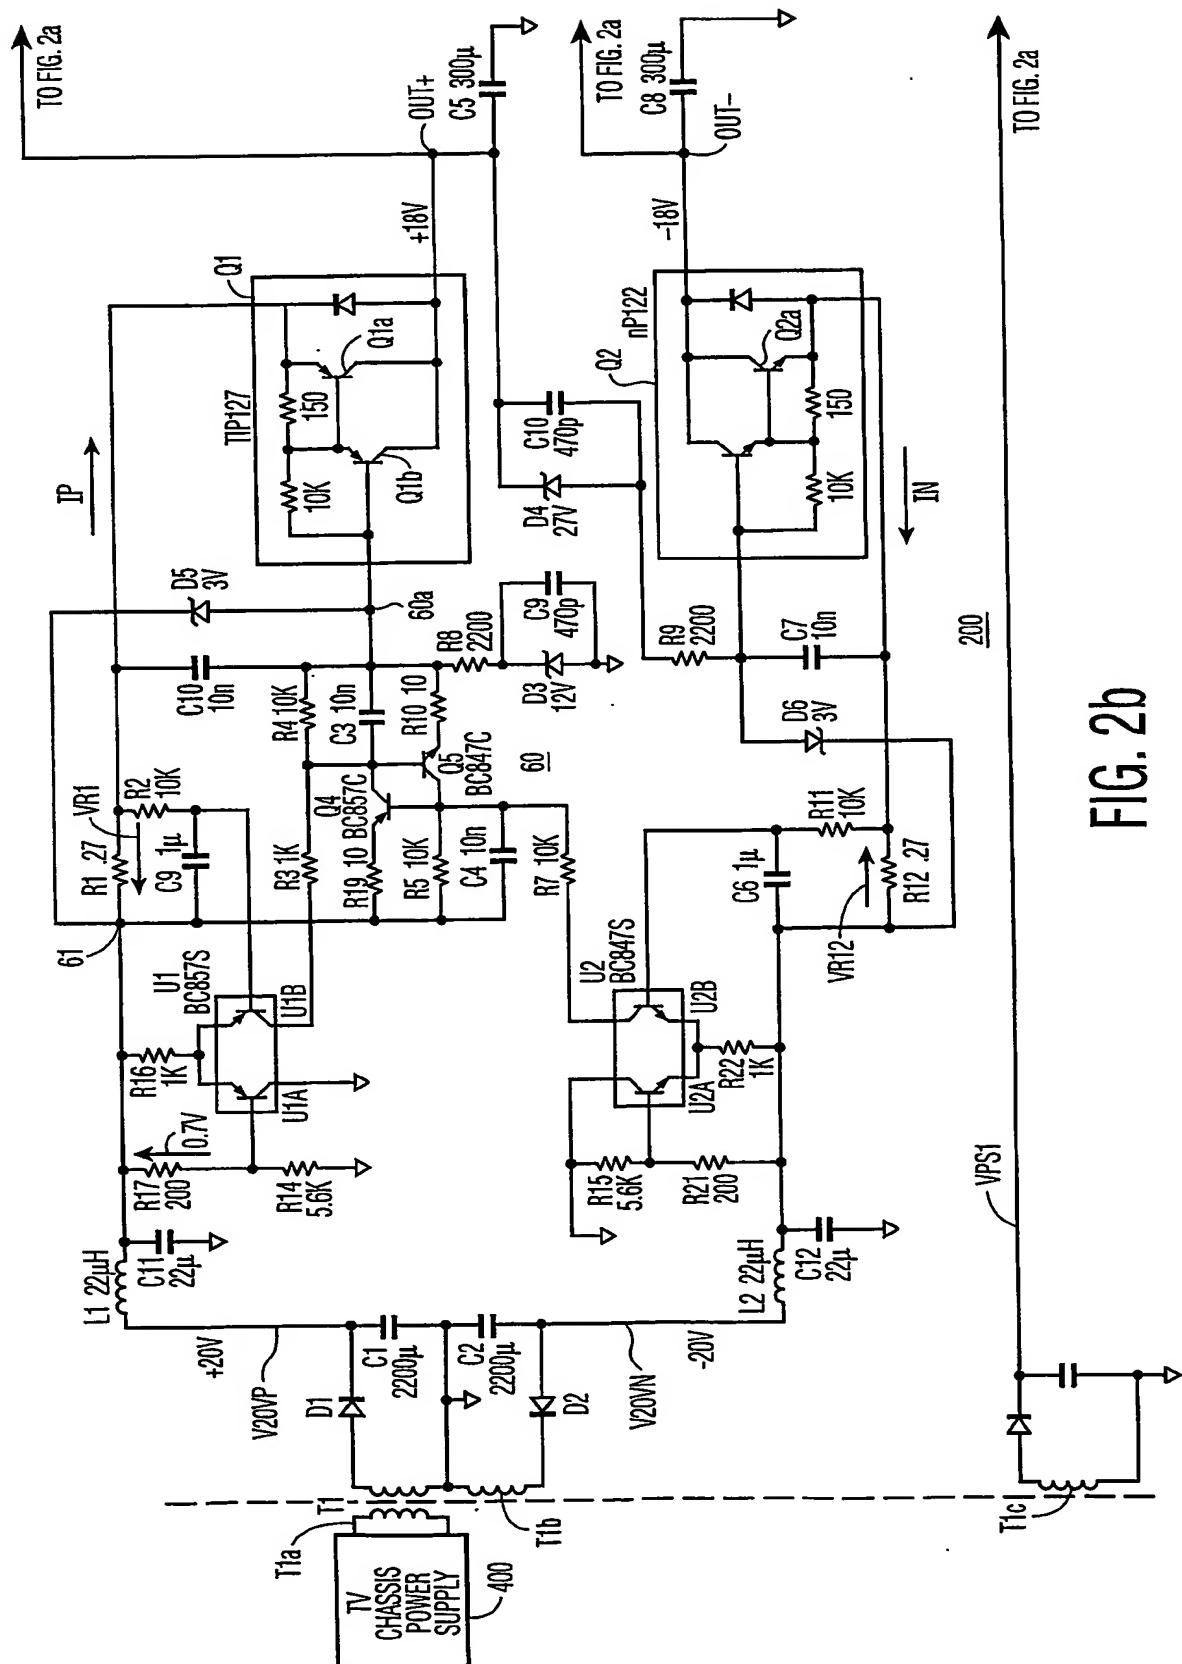 TO FIG. 2a
OUT+
C5 300µ
TO FIG. 2a
C8 300µ
OUT−
TO FIG. 2a
+18V
−18V
IP
TIP127
Q1
Q1a
Q1b
150
10K
D5
3V
60a
C10
10n
R4 10K
C3 10n
R10 10
R8
2200
D3
12V
C9
470p
D4
27V
C10
470p
Q2
nP122
Q2a
150
10K
IN
R9
2200
C7
10n
D6
3V
200
VR1
R1 .27
R2
10K
C9 1µ
R3 1K
Q4
BC857C
R19 10
Q5
BC847C
60
R5 10K
C4 10n
R7 10K
C6 1µ
R11
10K
R12 .27
VR12
61
U1
BC857S
U1B
U1A
R16
1K
0.7V
R17
200
R14
5.6K
U2
BC847S
U2B
U2A
R22
1K
R15
5.6K
R21
200
L1 22µH
C11
22µ
L2 22µH
C12
22µ
+20V
V20VP
D1
C1
2200µ
C2
2200µ
D2
V20VN
-20V
VPS1
T1
T1a
T1b
T1c
TV
CHASSIS
POWER
SUPPLY
400
FIG. 2b